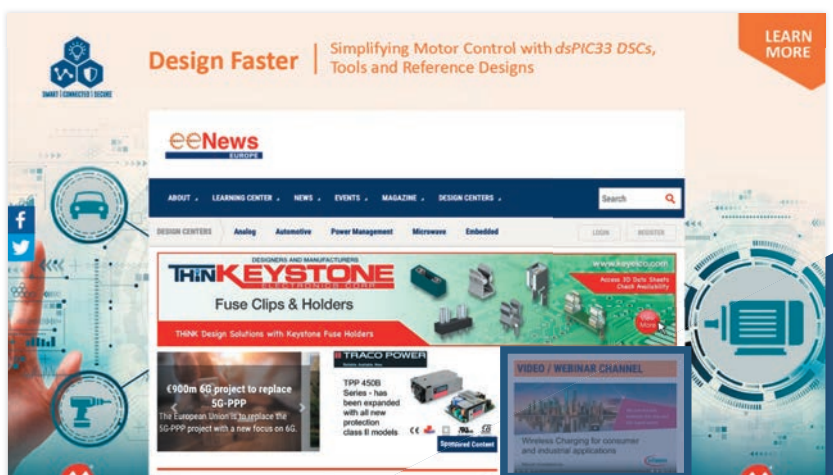 LEARN
MORE
Design Faster
Simplifying Motor Control with dsPIC33 DSCs,
Tools and Reference Designs
SMART | CONNECTED | SECURE
eeNews
EUROPE
ABOUT LEARNING CENTER NEWS EVENTS MAGAZINE DESIGN CENTERS Search
DESIGN CENTERS Analog Automotive Power Management Microwave Embedded LOGIN REGISTER
DESIGNERS AND MANUFACTURERS
THiNK KEYSTONE
ELECTRONICS CORP.
Fuse Clips & Holders
THiNK Design Solutions with Keystone Fuse Holders
www.keyelco.com
Access 3D Data Sheets
Check Availability
View
More
€900m 6G project to replace
5G-PPP
The European Union is to replace the
5G-PPP project with a new focus on 6G.
TRACO POWER
Reliable. Available. Now.
TPP 450B
Series - has
been expanded
with all new
protection
class II models
Sponsored Content
VIDEO / WEBINAR CHANNEL
Wireless Charging for consumer
and industrial applications